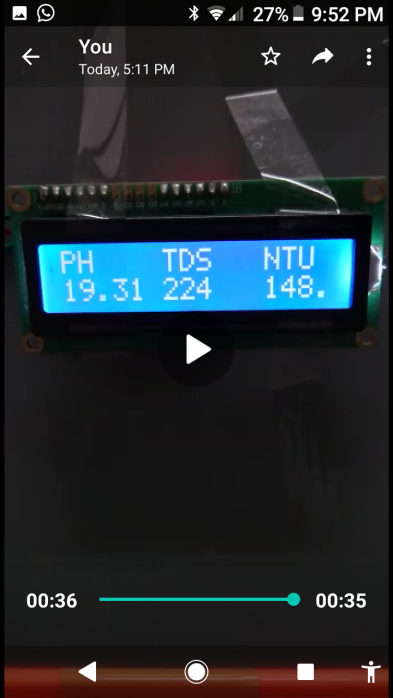 27% 9:52 PM
You
Today, 5:11 PM
PH TDS NTU
19.31 224 148.
00:36 00:35